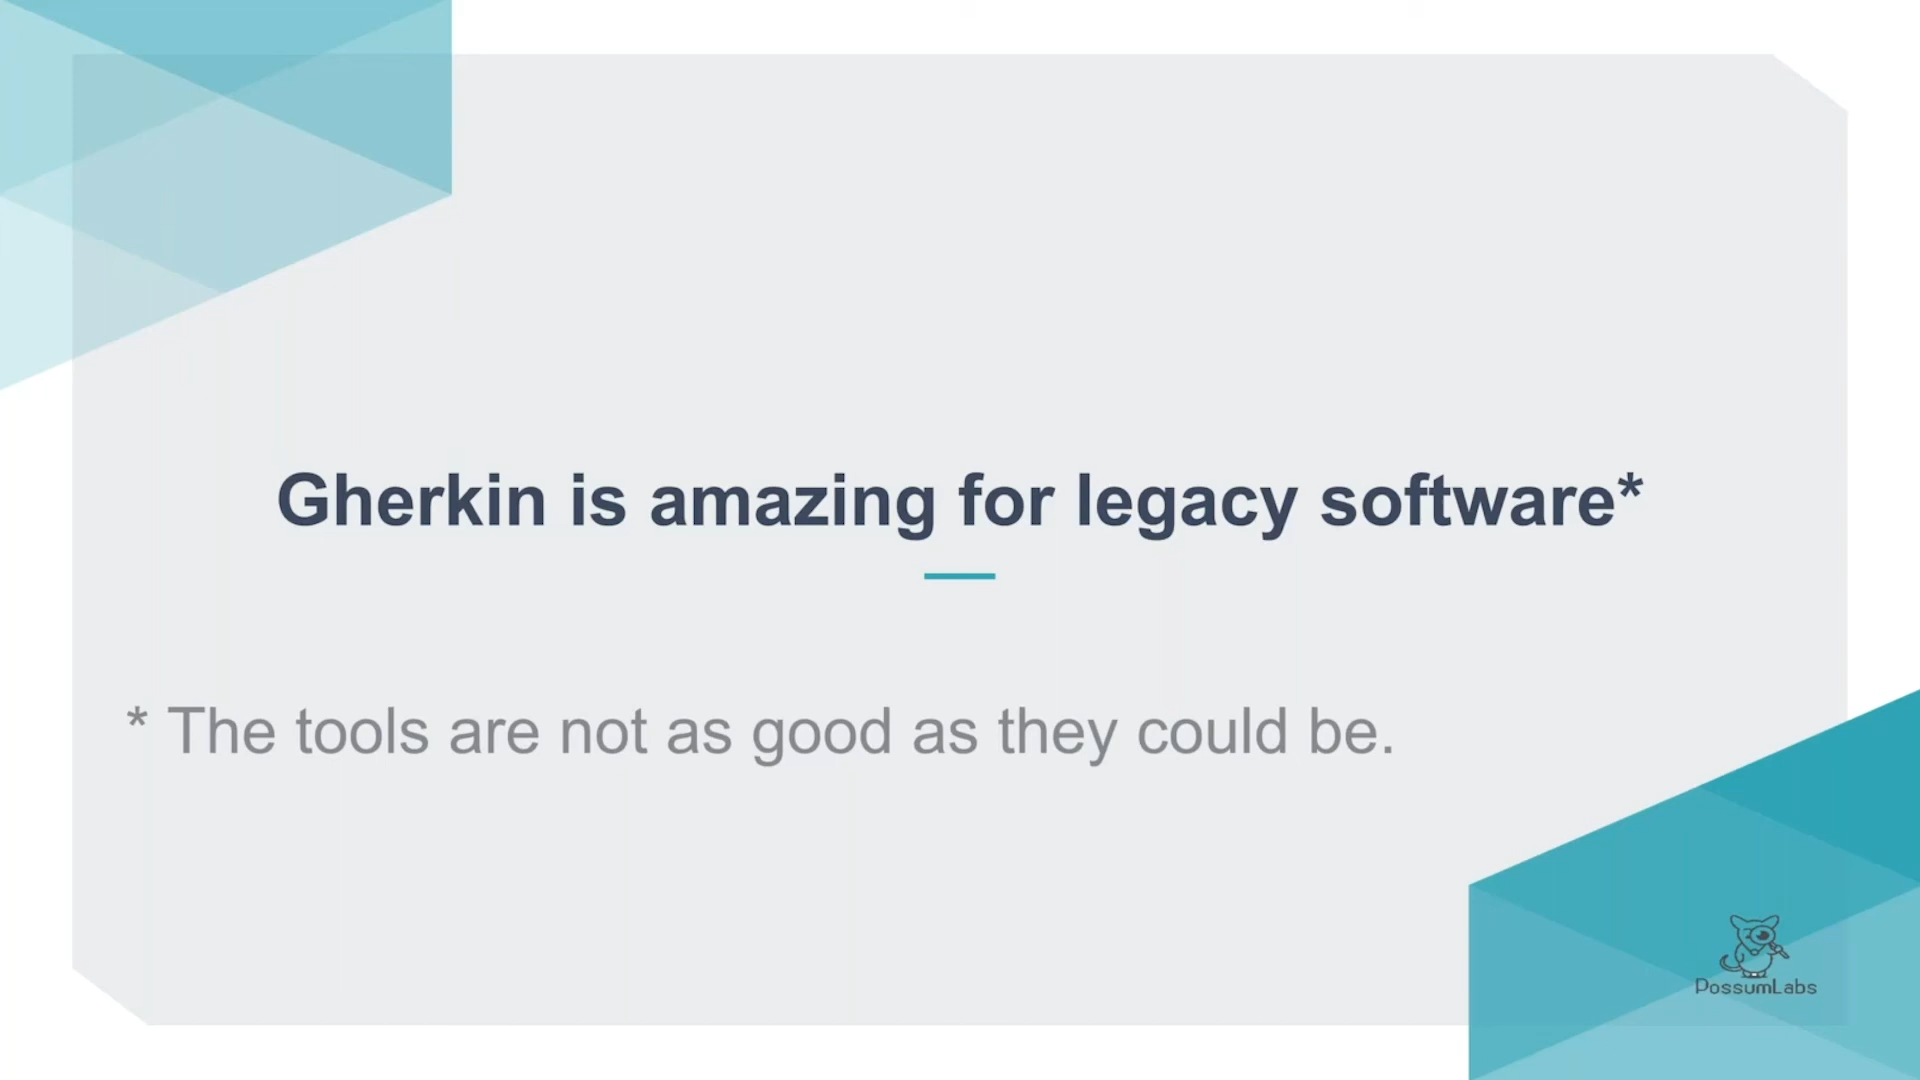 Gherkin is amazing for legacy software*
* The tools are not as good as they could be.
PossumLabs